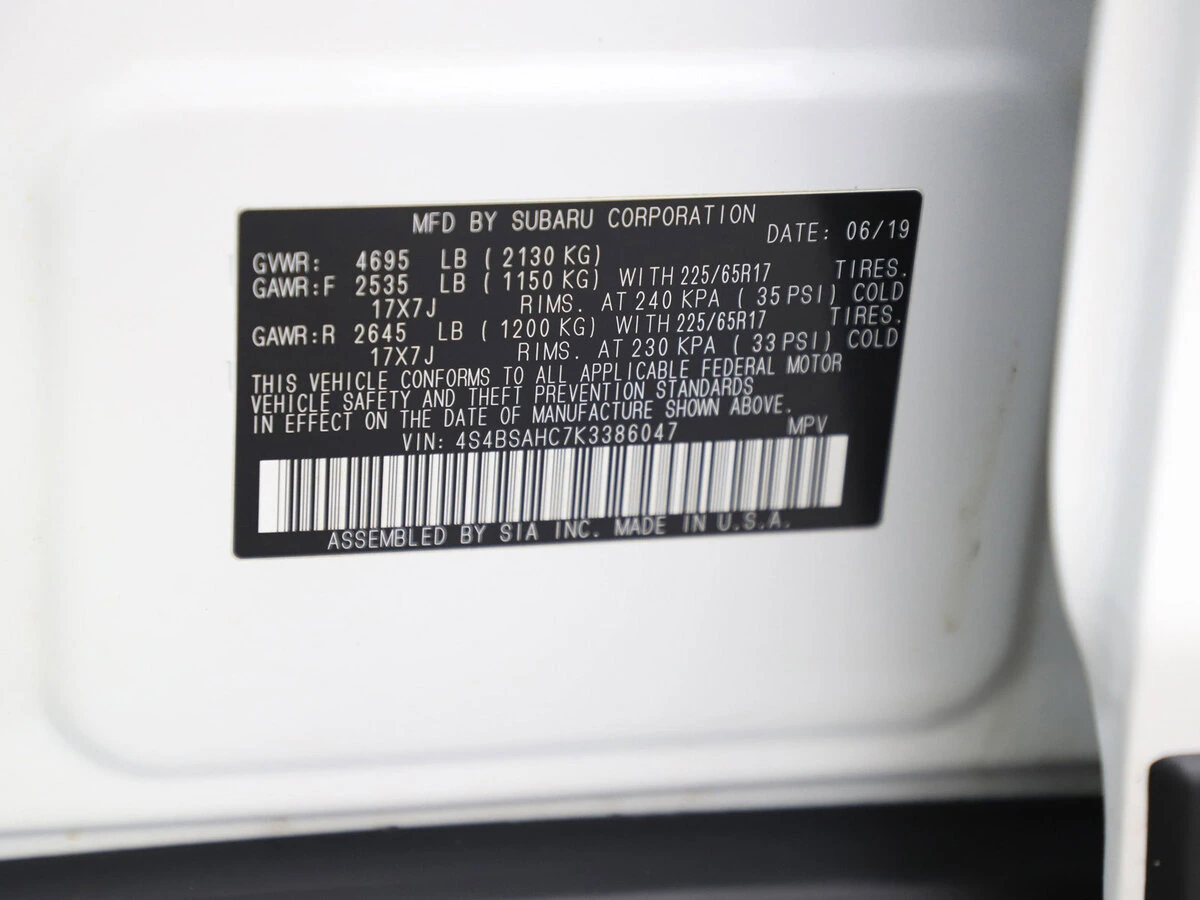 MFD BY SUBARU CORPORATION
DATE: 06/19
GVWR: 4695 LB ( 2130 KG)
GAWR:F 2535 LB ( 1150 KG) WITH 225/65R17 TIRES.
17X7J RIMS. AT 240 KPA ( 35 PSI) COLD
GAWR:R 2645 LB ( 1200 KG) WITH 225/65R17 TIRES.
17X7J RIMS. AT 230 KPA ( 33 PSI) COLD
THIS VEHICLE CONFORMS TO ALL APPLICABLE FEDERAL MOTOR
VEHICLE SAFETY AND THEFT PREVENTION STANDARDS
IN EFFECT ON THE DATE OF MANUFACTURE SHOWN ABOVE.
VIN: 4S4BSAHC7K3386047 MPV
ASSEMBLED BY SIA INC. MADE IN U.S.A.